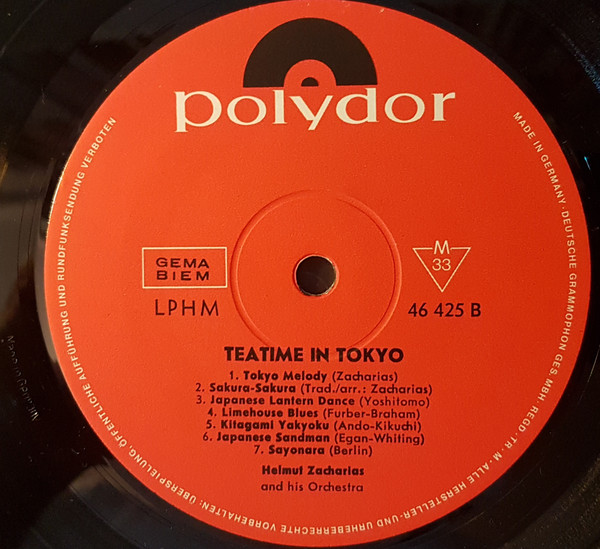 polydor
GEMA
BIEM
LPHM
M
33
46 425 B
TEATIME IN TOKYO
1. Tokyo Melody (Zacharias)
2. Sakura-Sakura (Trad./arr.: Zacharias)
3. Japanese Lantern Dance (Yoshitomo)
4. Limehouse Blues (Furber-Braham)
5. Kitagami Yakyoku (Ando-Kikuchi)
6. Japanese Sandman (Egan-Whiting)
7. Sayonara (Berlin)
Helmut Zacharias
and his Orchestra
MADE IN GERMANY · DEUTSCHE GRAMMOPHON GES. MBH · REGD · TR · M · ALLE HERSTELLER- UND URHEBERRECHTE VORBEHALTEN: ÜBERSPIELUNG, ÖFFENTLICHE AUFFÜHRUNG UND RUNDFUNKSENDUNG VERBOTEN